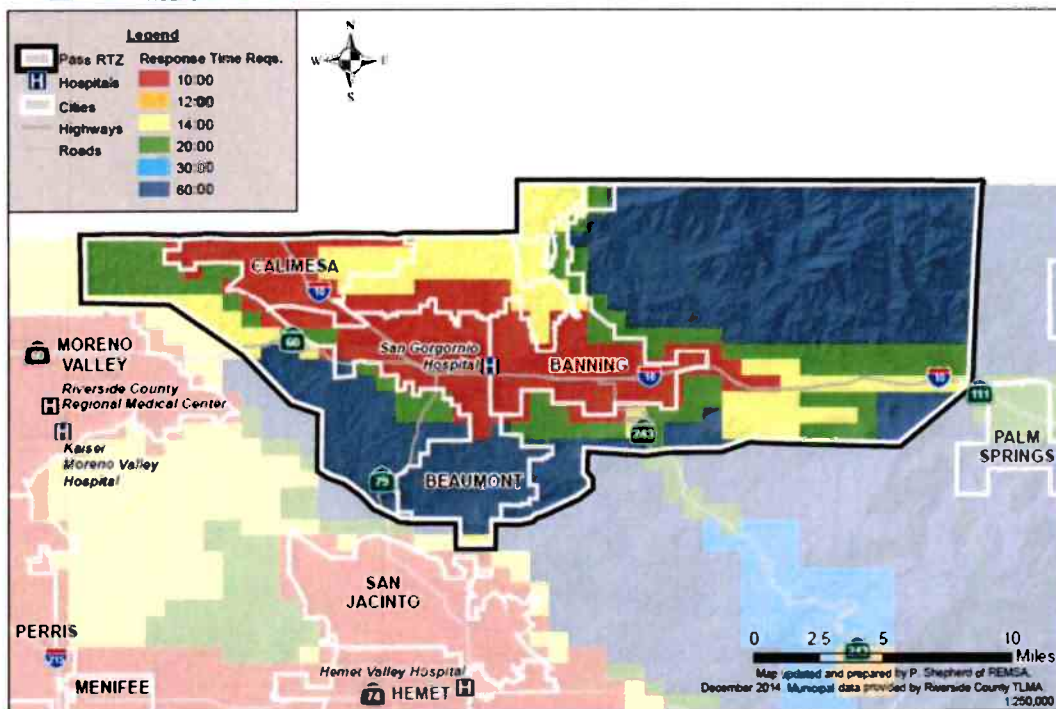 Legend
Pass RTZ
Hospitals
Cities
Highways
Roads
Response Time Reqs.
10:00
12:00
14:00
20:00
30:00
60:00
N
W E
S
CALIMESA
10
60
MORENO
VALLEY
60
San Gorgornio
Hospital H
BANNING
10
10
111
Riverside County
H Regional Medical Center
H
Kaiser
Moreno Valley
Hospital
243
PALM
SPRINGS
79
BEAUMONT
SAN
JACINTO
PERRIS
215
MENIFEE
Hemet Valley Hospital
74 HEMET H
0 2.5 5 10
Miles
243
Map updated and prepared by P. Shepherd of REMSA,
December 2014. Municipal data provided by Riverside County TLMA
1:250,000